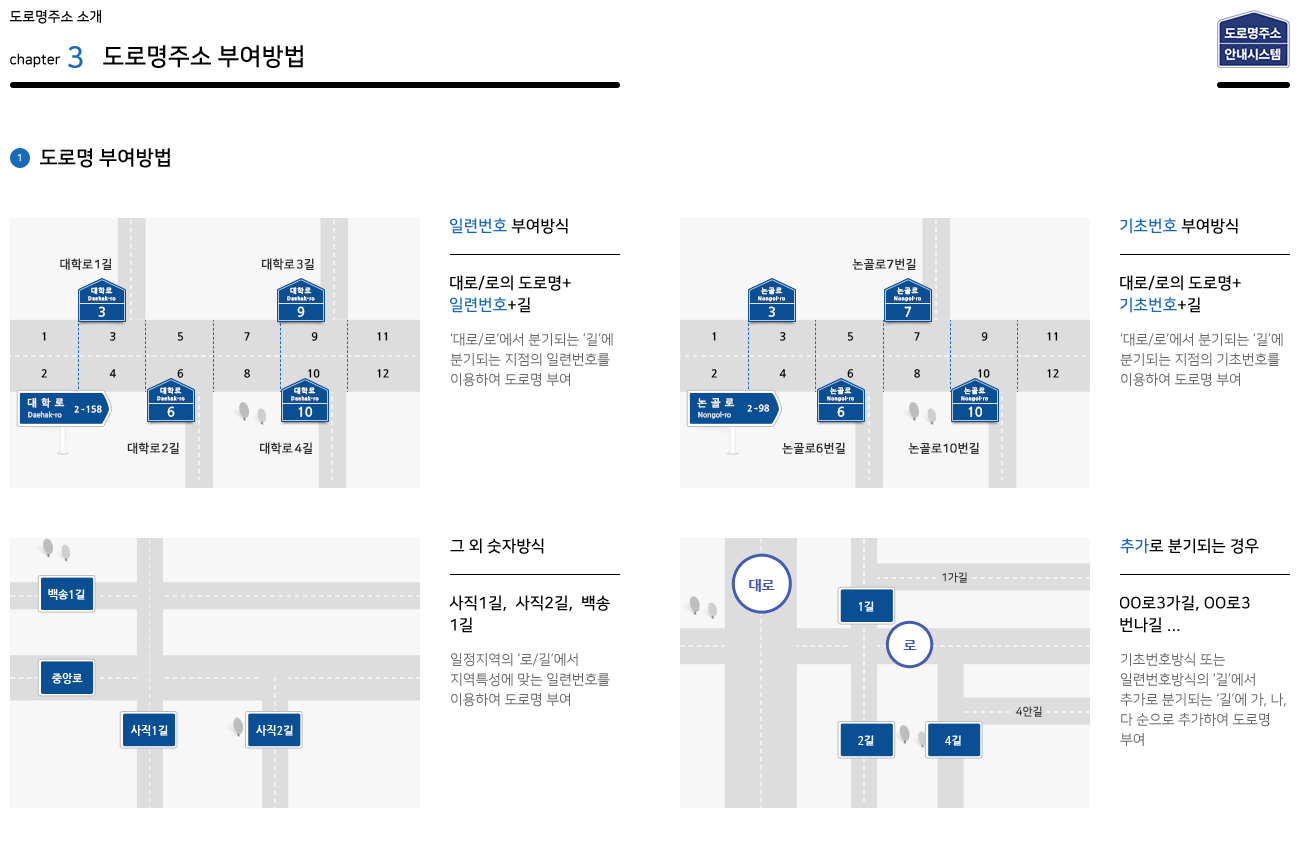 도로명주소 소개
chapter 3 도로명주소 부여방법
도로명주소
안내시스템
1 도로명 부여방법
대학로1길
대학로3길
대학로
Daehak-ro
3
대학로
Daehak-ro
9
1 3 5 7 9 11
2 4 6 8 10 12
대 학 로
Daehak-ro
2-158
대학로
Daehak-ro
6
대학로
Daehak-ro
10
대학로2길
대학로4길
일련번호 부여방식
대로/로의 도로명+
일련번호+길
'대로/로'에서 분기되는 '길'에
분기되는 지점의 일련번호를
이용하여 도로명 부여
논골로7번길
논골로
Nongol-ro
3
논골로
Nongol-ro
7
1 3 5 7 9 11
2 4 6 8 10 12
논 골 로
Nongol-ro
2-98
논골로
Nongol-ro
6
논골로
Nongol-ro
10
논골로6번길
논골로10번길
기초번호 부여방식
대로/로의 도로명+
기초번호+길
'대로/로'에서 분기되는 '길'에
분기되는 지점의 기초번호를
이용하여 도로명 부여
백송1길
중앙로
사직1길
사직2길
그 외 숫자방식
사직1길, 사직2길, 백송
1길
일정지역의 '로/길'에서
지역특성에 맞는 일련번호를
이용하여 도로명 부여
대로
1가길
1길
로
4안길
2길
4길
추가로 분기되는 경우
OO로3가길, OO로3
번나길 ...
기초번호방식 또는
일련번호방식의 '길'에서
추가로 분기되는 '길'에 가, 나,
다 순으로 추가하여 도로명
부여